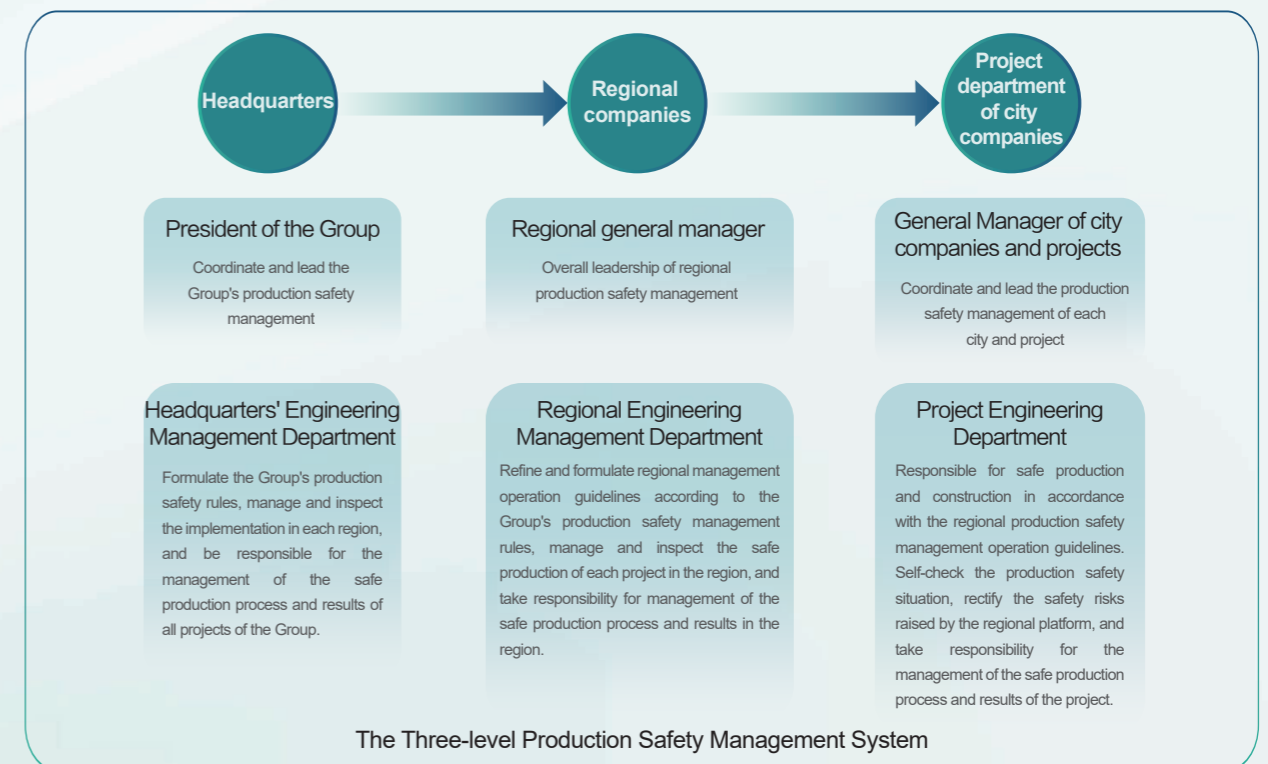 Headquarters
Regional
companies
Project
department
of city
companies
President of the Group
Coordinate and lead the
Group's production safety
management
Regional general manager
Overall leadership of regional
production safety management
General Manager of city
companies and projects
Coordinate and lead the production
safety management of each
city and project
Headquarters' Engineering
Management Department
Formulate the Group's production
safety rules, manage and inspect
the implementation in each region,
and be responsible for the
management of the safe
production process and results of
all projects of the Group.
Regional Engineering
Management Department
Refine and formulate regional management
operation guidelines according to the
Group's production safety management
rules, manage and inspect the safe
production of each project in the region, and
take responsibility for management of the
safe production process and results in the
region.
Project Engineering
Department
Responsible for safe production
and construction in accordance
with the regional production safety
management operation guidelines.
Self-check the production safety
situation, rectify the safety risks
raised by the regional platform, and
take responsibility for the
management of the safe production
process and results of the project.
The Three-level Production Safety Management System